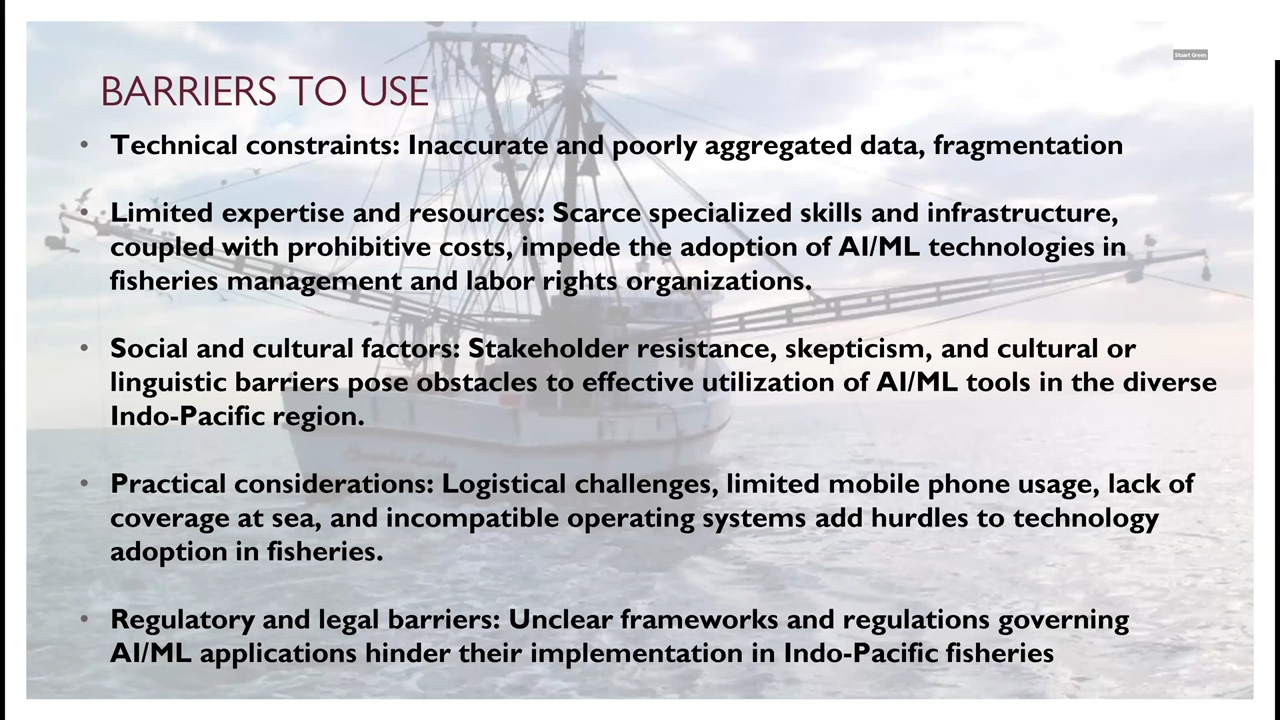 Stuart Green
BARRIERS TO USE
• Technical constraints: Inaccurate and poorly aggregated data, fragmentation
• Limited expertise and resources: Scarce specialized skills and infrastructure,
coupled with prohibitive costs, impede the adoption of AI/ML technologies in
fisheries management and labor rights organizations.
• Social and cultural factors: Stakeholder resistance, skepticism, and cultural or
linguistic barriers pose obstacles to effective utilization of AI/ML tools in the diverse
Indo-Pacific region.
• Practical considerations: Logistical challenges, limited mobile phone usage, lack of
coverage at sea, and incompatible operating systems add hurdles to technology
adoption in fisheries.
• Regulatory and legal barriers: Unclear frameworks and regulations governing
AI/ML applications hinder their implementation in Indo-Pacific fisheries